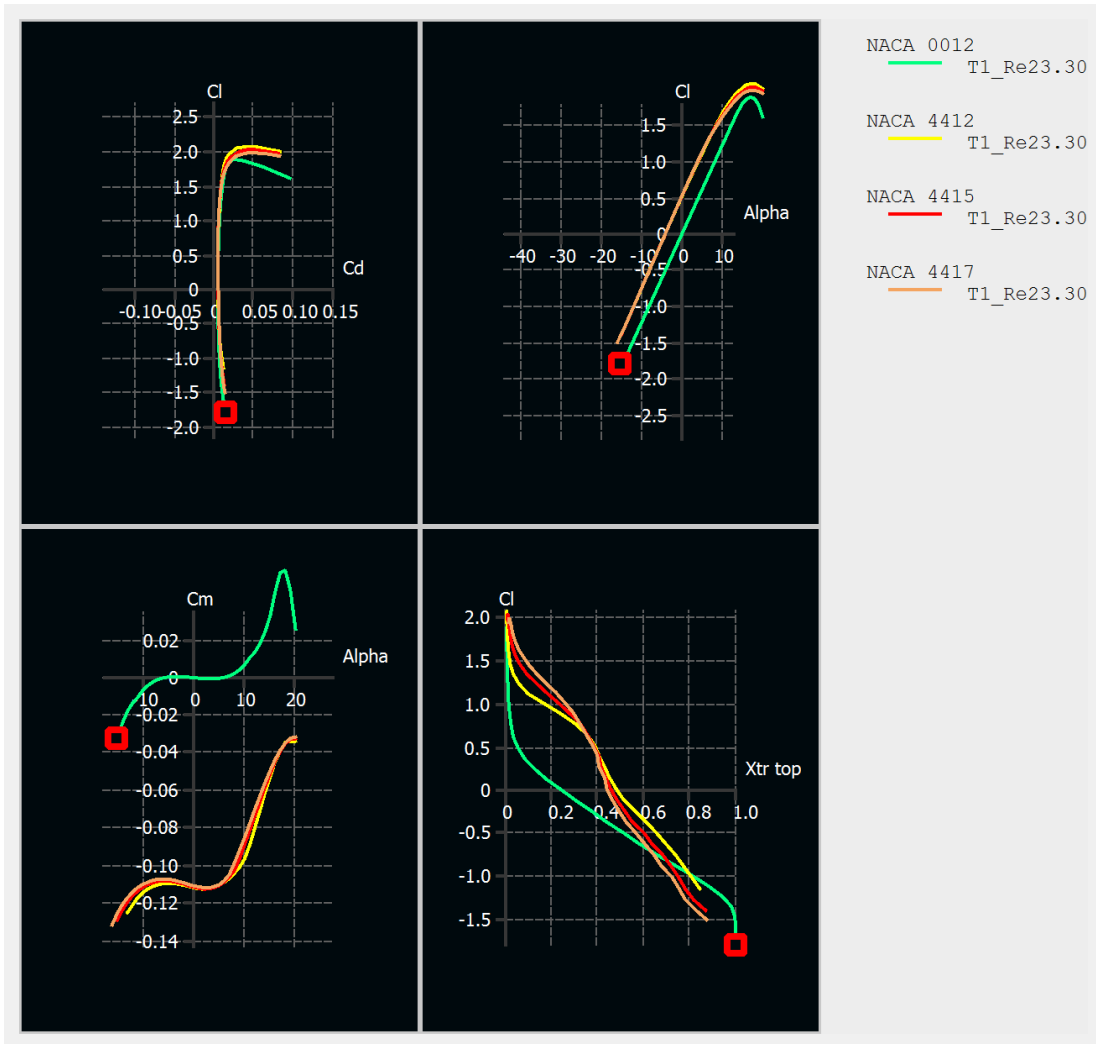 Cl
2.5
2.0
1.5
1.0
0.5
Cd
0
-0.10 -0.05 0 0.05 0.10 0.15
-0.5
-1.0
-1.5
-2.0
Cl
1.5
1.0
0.5
Alpha
0
-40 -30 -20 -10 0 10
-0.5
-1.0
-1.5
-2.0
-2.5
NACA 0012
T1_Re23.30
NACA 4412
T1_Re23.30
NACA 4415
T1_Re23.30
NACA 4417
T1_Re23.30
Cm
0.02
Alpha
0
10 0 10 20
-0.02
-0.04
-0.06
-0.08
-0.10
-0.12
-0.14
Cl
2.0
1.5
1.0
0.5
Xtr top
0
0 0.2 0.4 0.6 0.8 1.0
-0.5
-1.0
-1.5